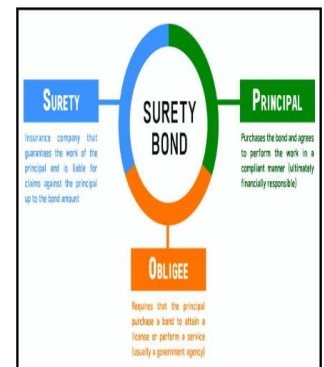 SURETY
Insurance company that
guarantees the work of the
principal and is liable for
claims against the principal
up to the bond amount
SURETY
BOND
PRINCIPAL
Purchases the bond and agrees
to perform the work in a
compliant manner (ultimately
financially responsible)
OBLIGEE
Requires that the principal
purchase a bond to attain a
license or perform a service
(usually a government agency)